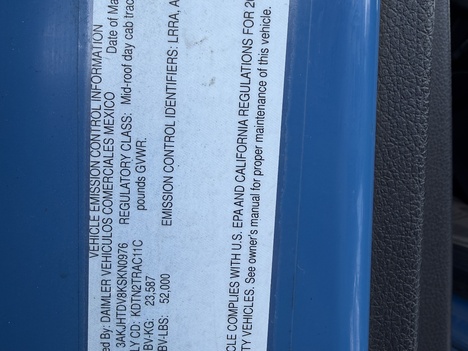 VEHICLE EMISSION CONTROL INFORMATION
ed By: DAIMLER VEHICULOS COMERCIALES MEXICO Date of Ma
3AKJHTDV8KSKN0976 REGULATORY CLASS: Mid-roof day cab trac
LY CD: KDTN2TRAC11C pounds GVWR.
BV-KG: 23,587
BV-LBS: 52,000 EMISSION CONTROL IDENTIFIERS: LRRA, A
CLE COMPLIES WITH U.S. EPA AND CALIFORNIA REGULATIONS FOR 20
TY VEHICLES. See owner's manual for proper maintenance of this vehicle.